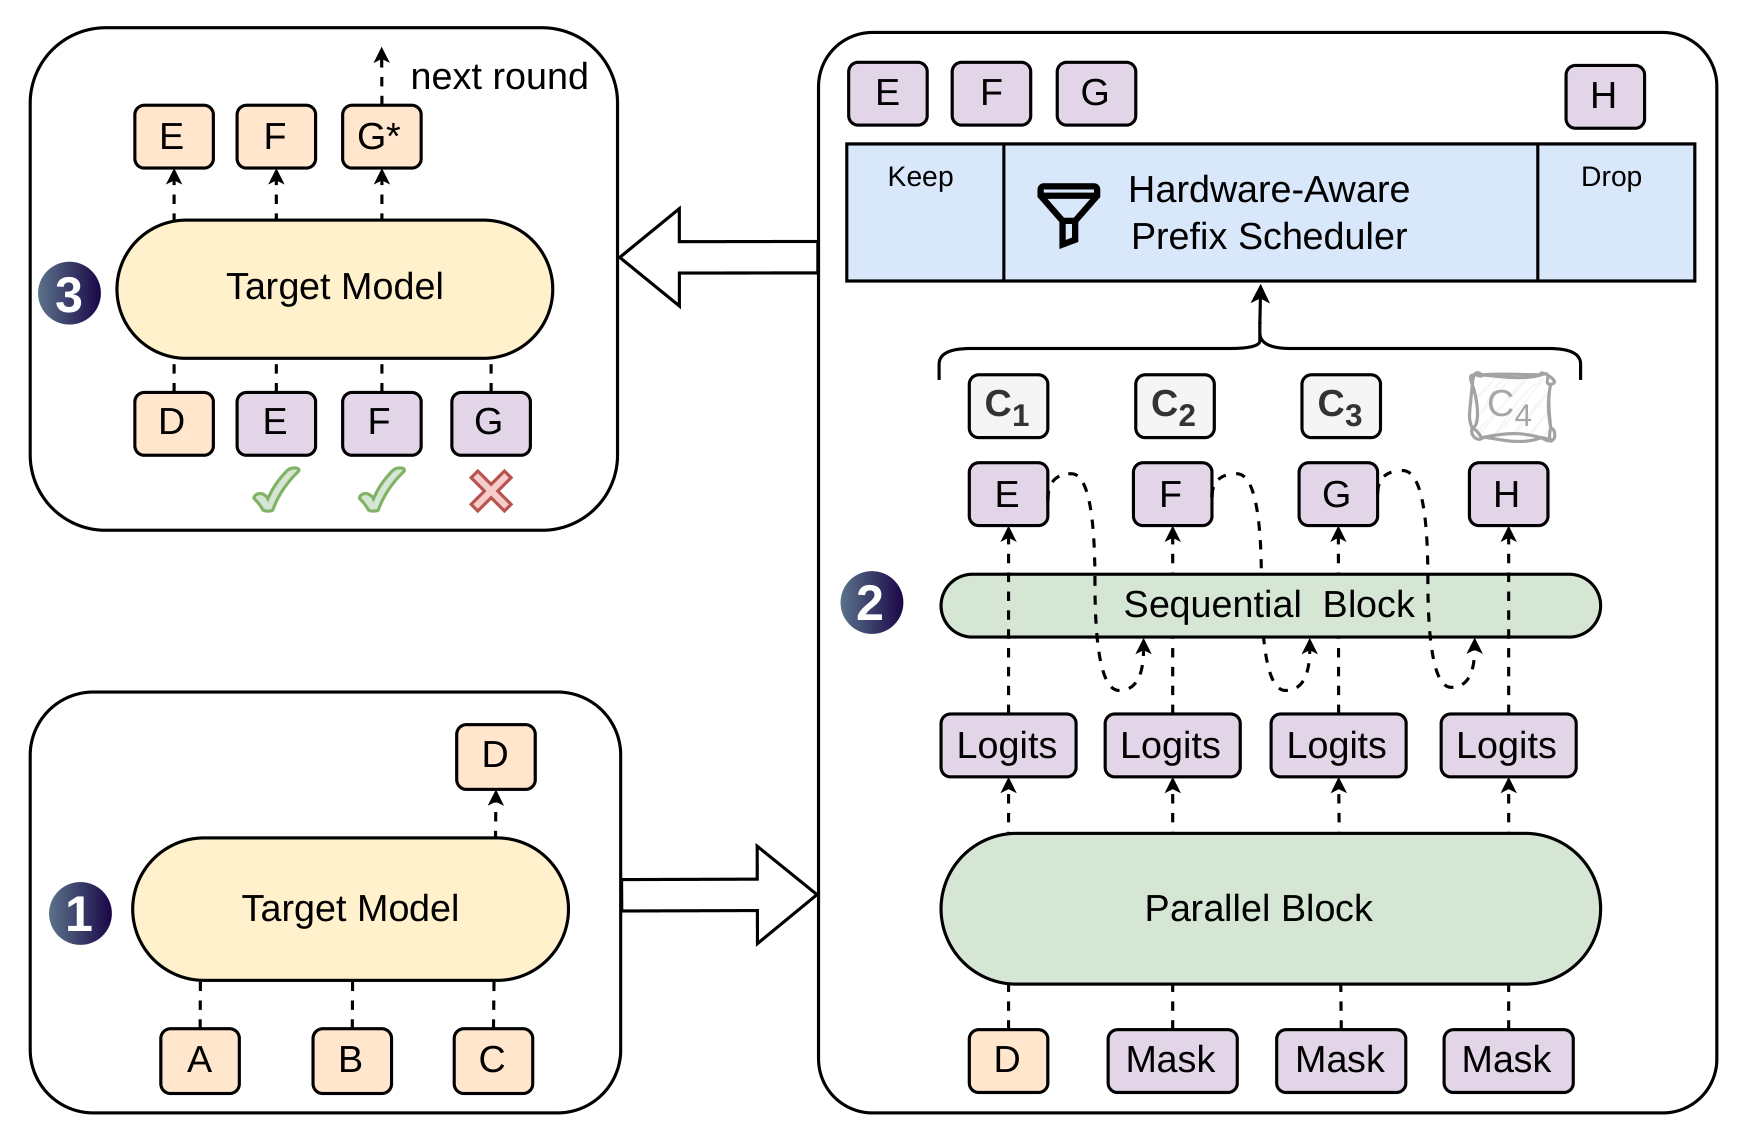 next round
E F G*
Target Model
3
D E F G
E F G H
Keep
Hardware-Aware
Prefix Scheduler
Drop
C1 C2 C3 C4
E F G H
2
Sequential Block
Logits Logits Logits Logits
Parallel Block
D Mask Mask Mask
D
1
Target Model
A B C